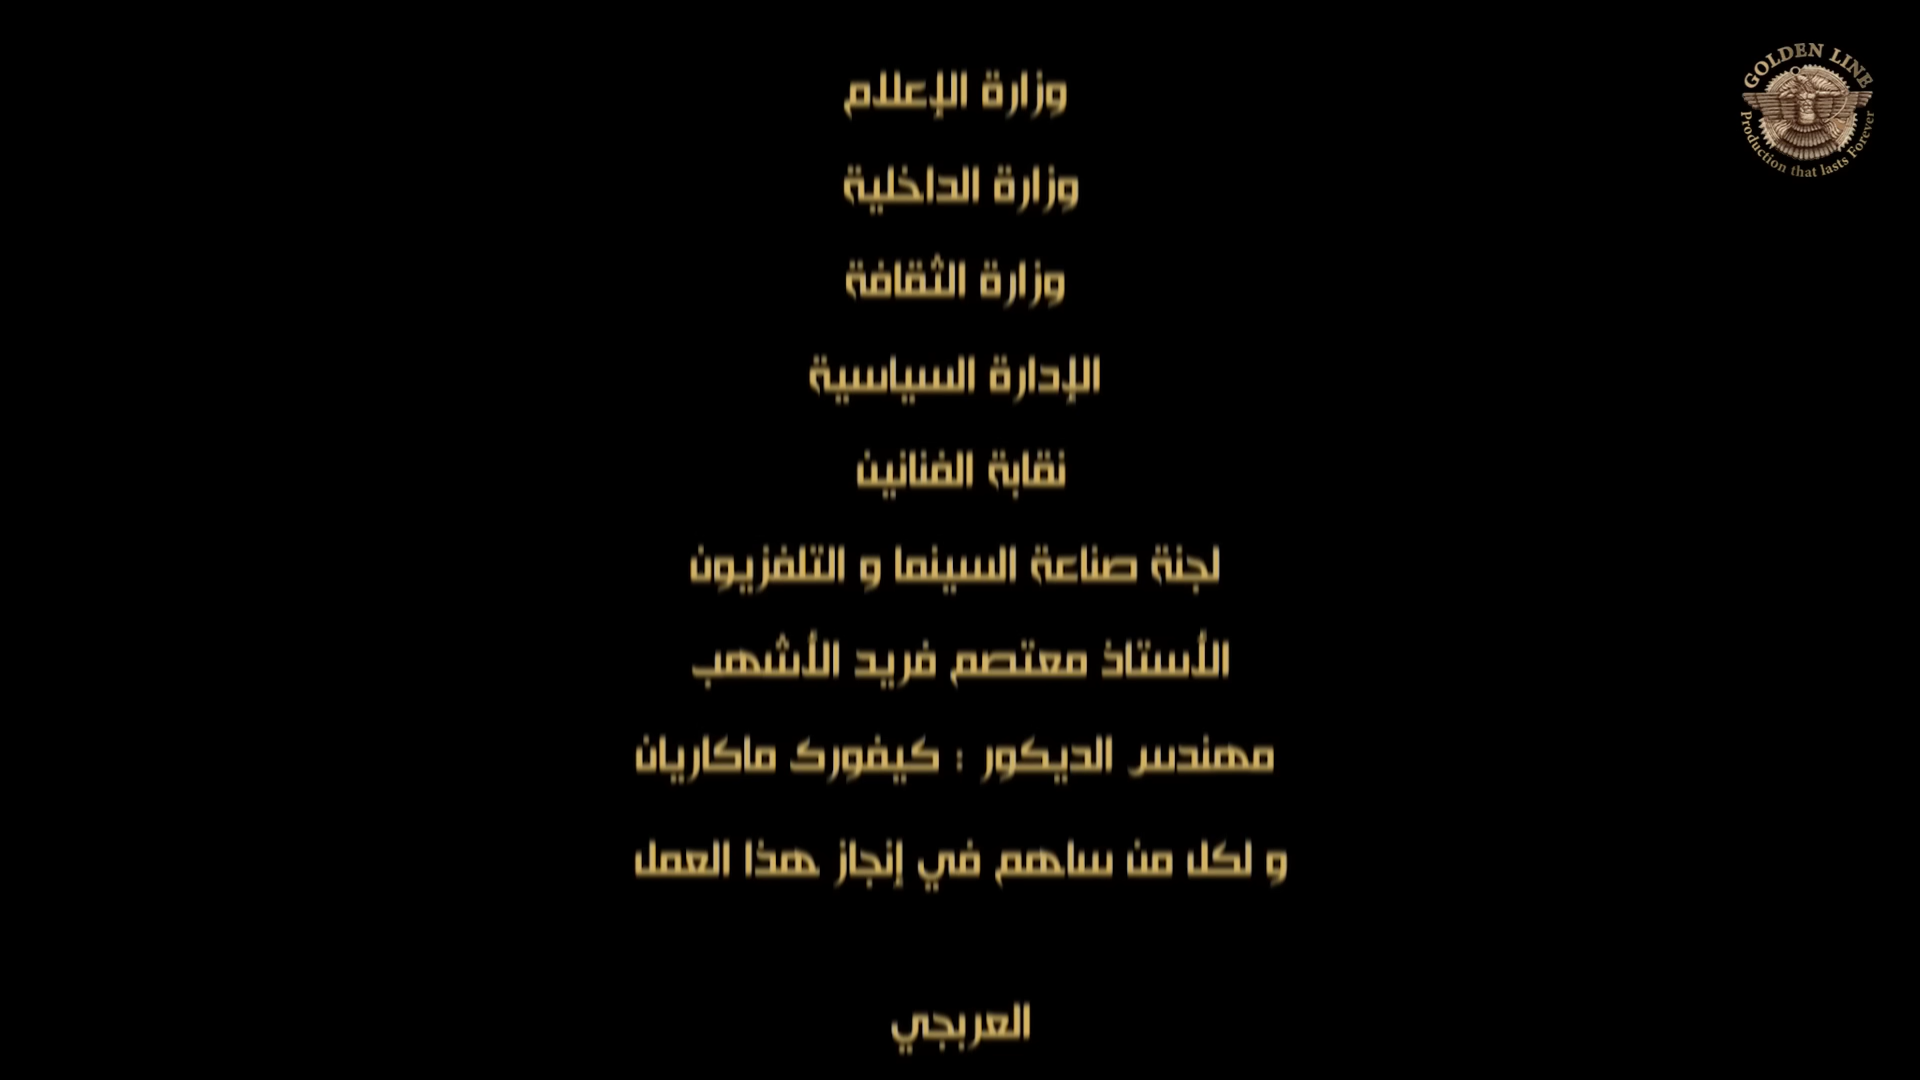 GOLDEN LINE
Production that lasts Forever
وزارة الإعلام
وزارة الداخلية
وزارة الثقافة
الإدارة السياسية
نقابة الفنانين
لجنة صناعة السينما و التلفزيون
الأستاذ معتصم فريد الأشهب
مهندس الديكور : كيفورك ماكاريان
و لكل من ساهم في إنجاز هذا العمل
العربجي